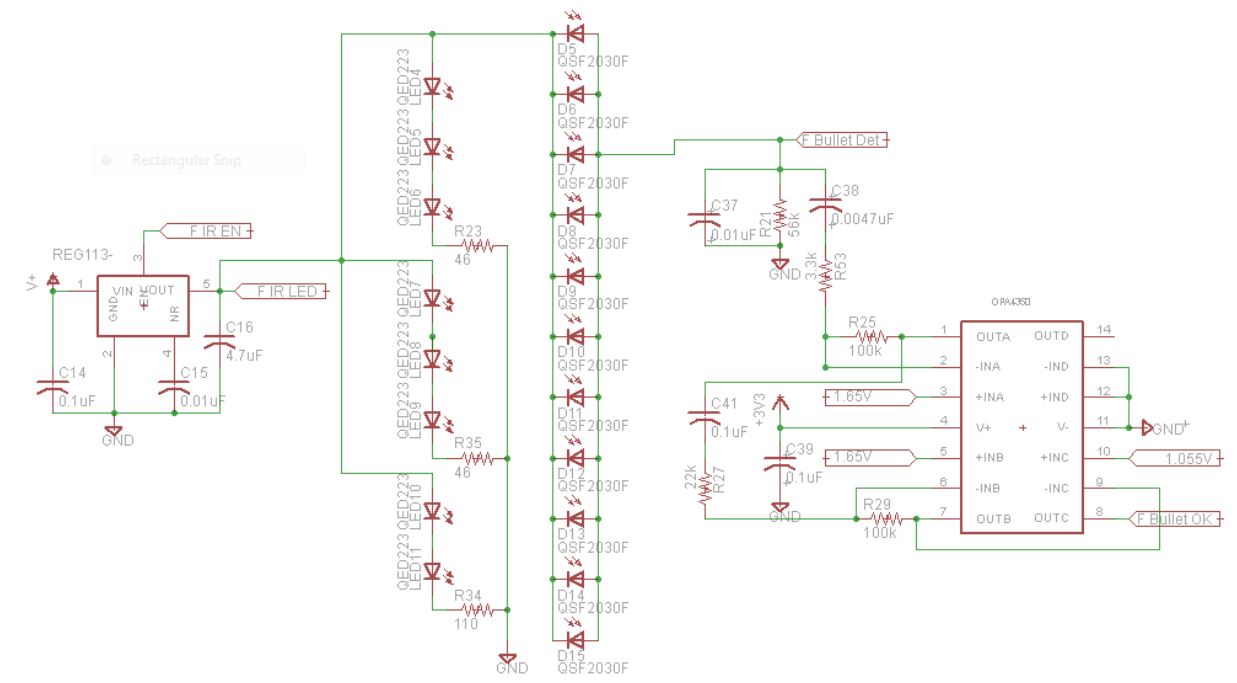 Rectangular Snip
F IR EN
REG113-
V+
1
VIN
VOUT
GND
EN
NR
3
5
2
4
F IR LED
C14
0.1uF
C15
0.01uF
C16
4.7uF
GND
QED223
LED4
QED223
LED5
QED223
LED6
R23
46
QED223
LED7
QED223
LED8
QED223
LED9
R35
46
QED223
LED10
QED223
LED11
R34
110
GND
D5
QSF2030F
D6
QSF2030F
D7
QSF2030F
D8
QSF2030F
D9
QSF2030F
D10
QSF2030F
D11
QSF2030F
D12
QSF2030F
D13
QSF2030F
D14
QSF2030F
D15
QSF2030F
F Bullet Det
C37
0.01uF
R21
56k
C38
0.0047uF
GND
3.3k
R53
R25
100k
1.65V
C41
0.1uF
+3V3
C39
0.1uF
GND
1.65V
22k
R27
R29
100k
1
OUTA
OUTD
14
2
-INA
-IND
13
3
+INA
+IND
12
4
V+
V-
11
5
+INB
+INC
10
6
-INB
-INC
9
7
OUTB
OUTC
8
GND
1.055V
F Bullet OK